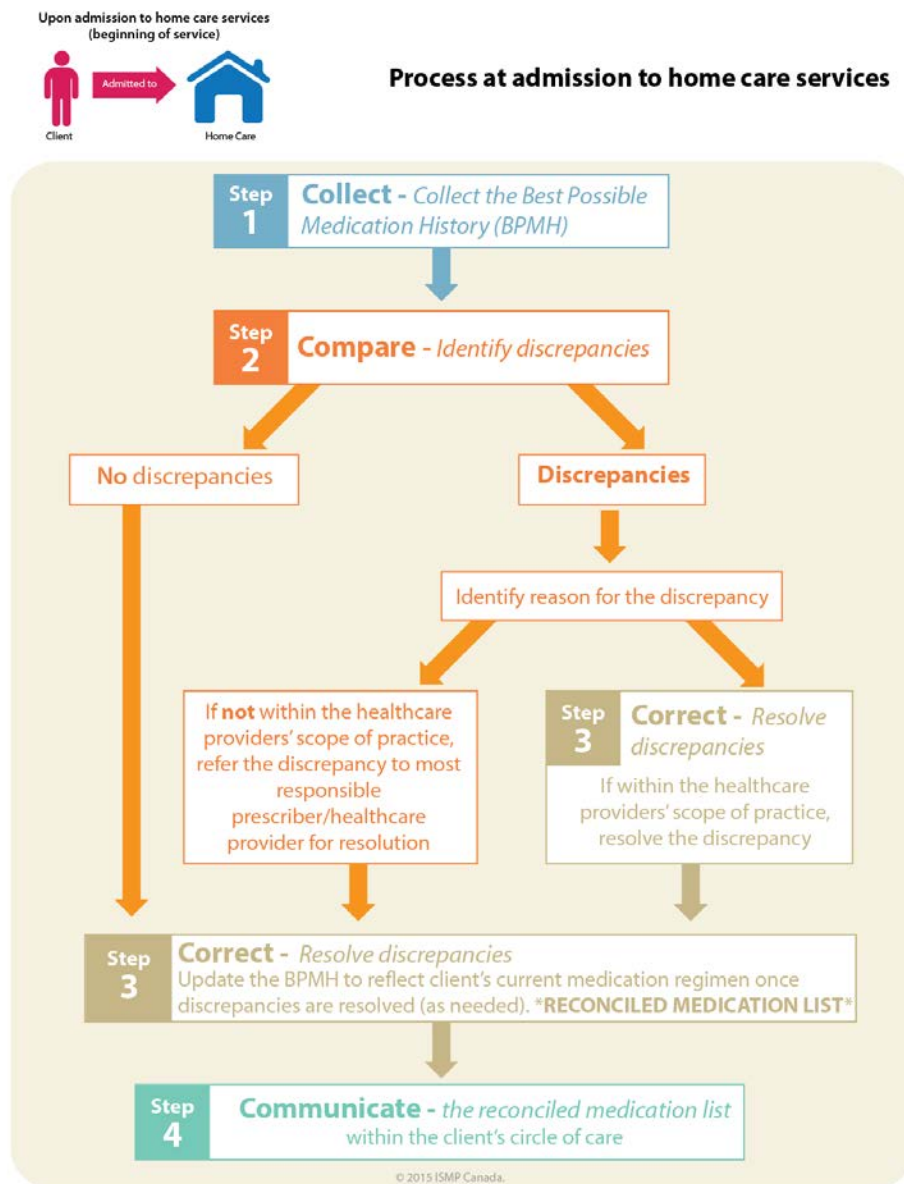 Upon admission to home care services
(beginning of service)
Admitted to
Client
Home Care
Process at admission to home care services
Step
1
Collect - Collect the Best Possible
Medication History (BPMH)
Step
2
Compare - Identify discrepancies
No discrepancies
Discrepancies
Identify reason for the discrepancy
If not within the healthcare
providers' scope of practice,
refer the discrepancy to most
responsible
prescriber/healthcare
provider for resolution
Step
3
Correct - Resolve
discrepancies
If within the healthcare
providers' scope of practice,
resolve the discrepancy
Step
3
Correct - Resolve discrepancies
Update the BPMH to reflect client's current medication regimen once
discrepancies are resolved (as needed). *RECONCILED MEDICATION LIST*
Step
4
Communicate - the reconciled medication list
within the client's circle of care
© 2015 ISMP Canada.